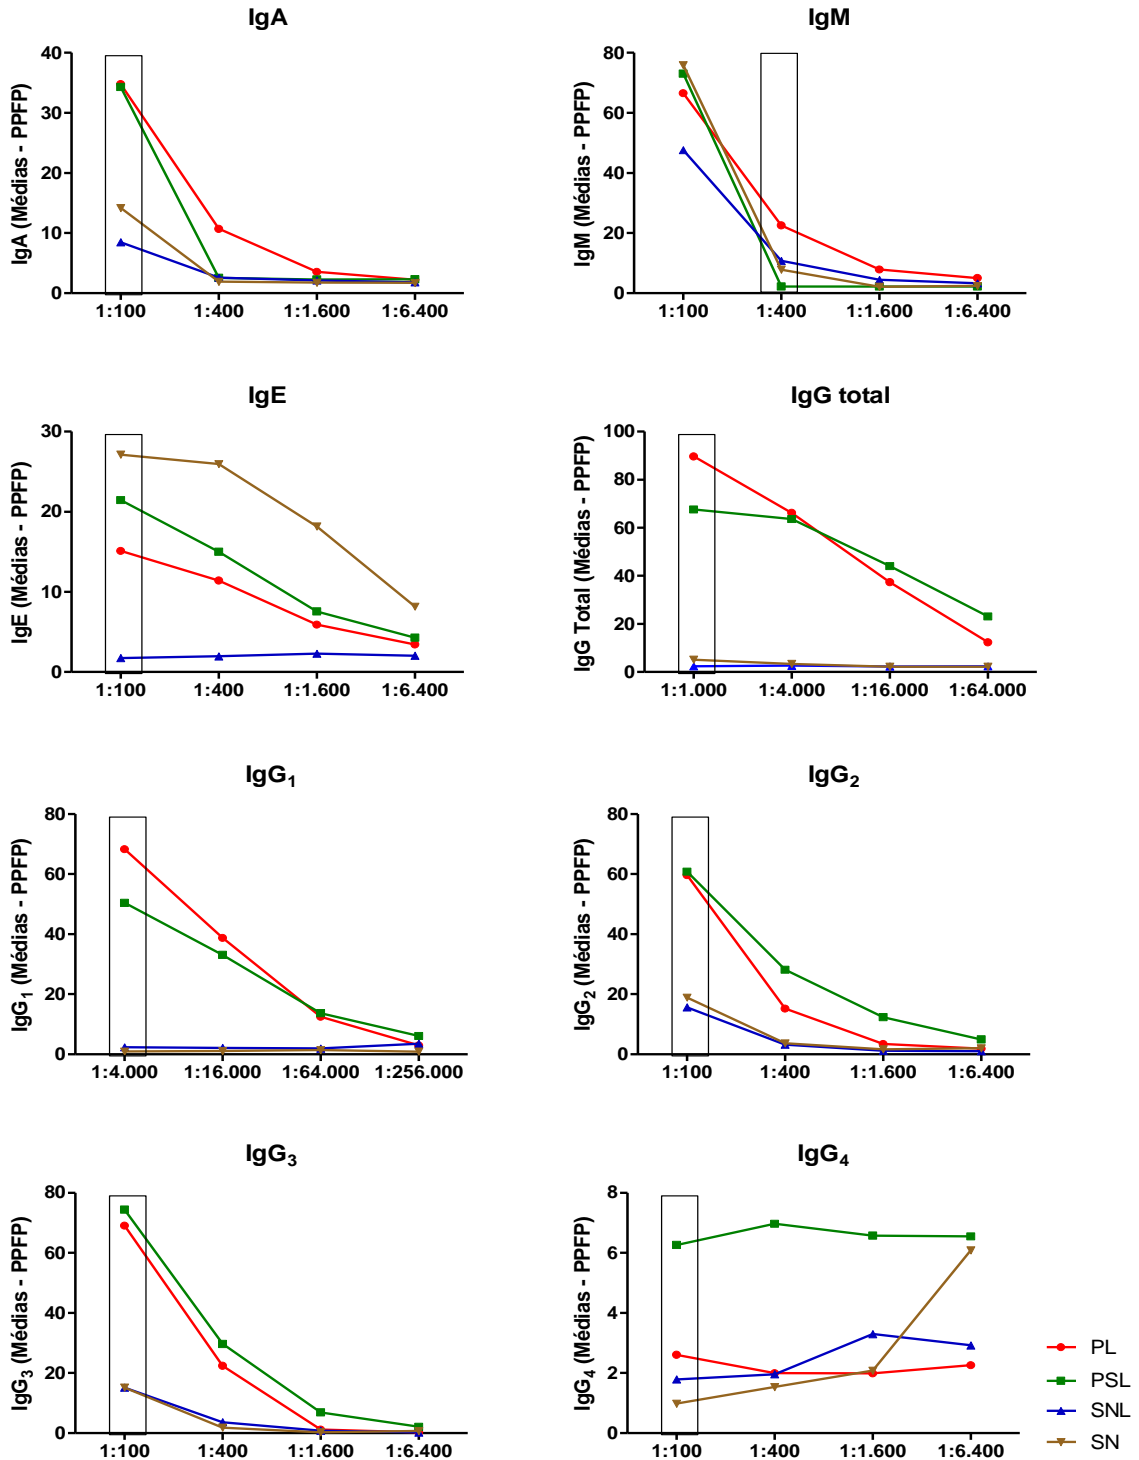 IgA
IgA (Médias - PPFP)
40
30
20
10
0
1:100 1:400 1:1.600 1:6.400
IgM
IgM (Médias - PPFP)
80
60
40
20
0
1:100 1:400 1:1.600 1:6.400
IgE
IgE (Médias - PPFP)
30
20
10
0
1:100 1:400 1:1.600 1:6.400
IgG total
IgG Total (Médias - PPFP)
100
80
60
40
20
0
1:1.000 1:4.000 1:16.000 1:64.000
IgG₁
IgG₁ (Médias - PPFP)
80
60
40
20
0
1:4.000 1:16.000 1:64.000 1:256.000
IgG₂
IgG₂ (Médias - PPFP)
80
60
40
20
0
1:100 1:400 1:1.600 1:6.400
IgG₃
IgG₃ (Médias - PPFP)
80
60
40
20
0
1:100 1:400 1:1.600 1:6.400
IgG₄
IgG₄ (Médias - PPFP)
8
6
4
2
0
1:100 1:400 1:1.600 1:6.400
PL
PSL
SNL
SN